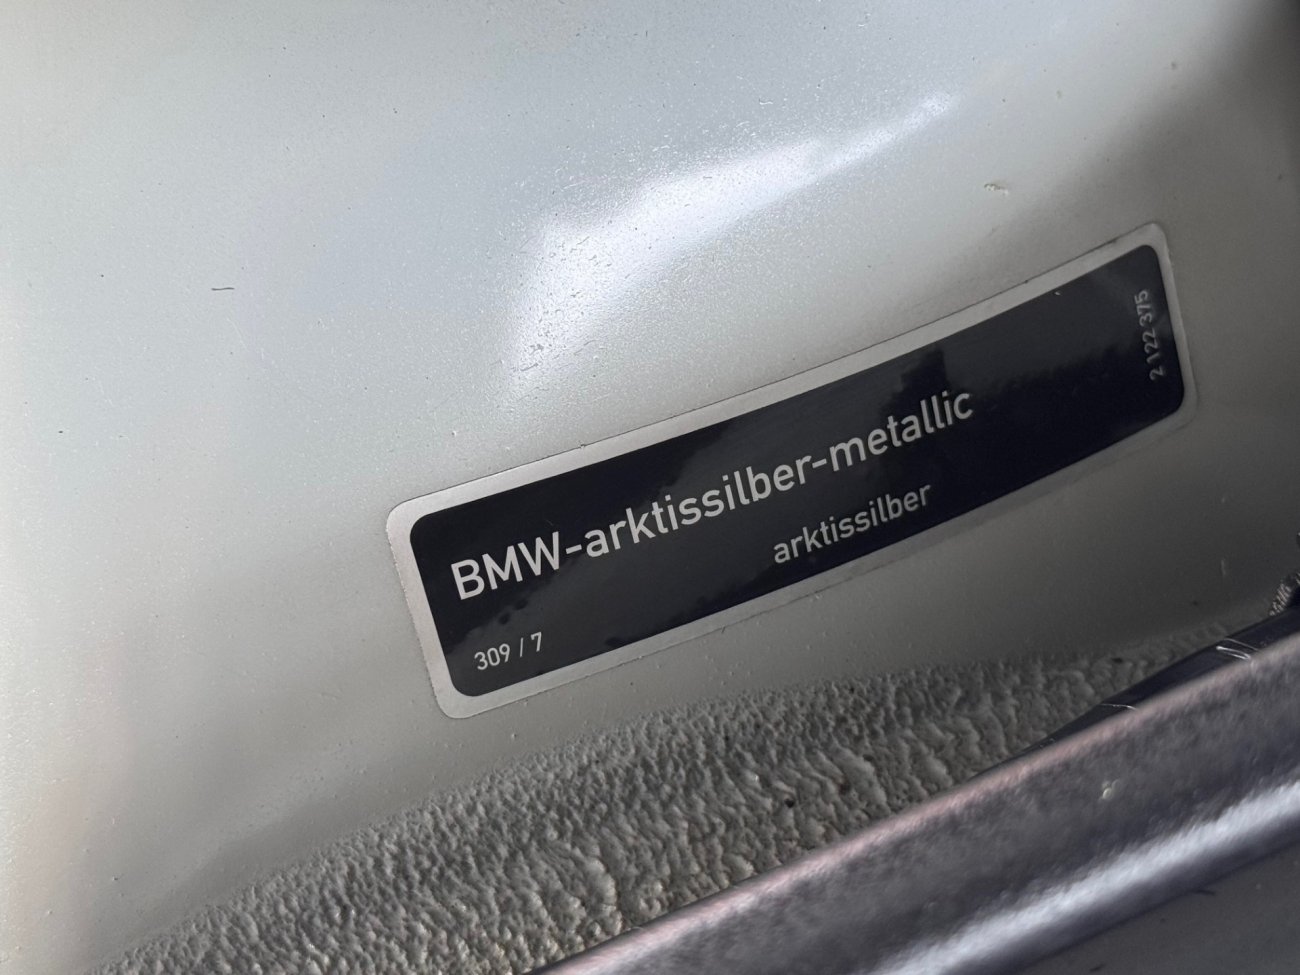 BMW-arktissilber-metallic
arktissilber
309 / 7
2 122 375